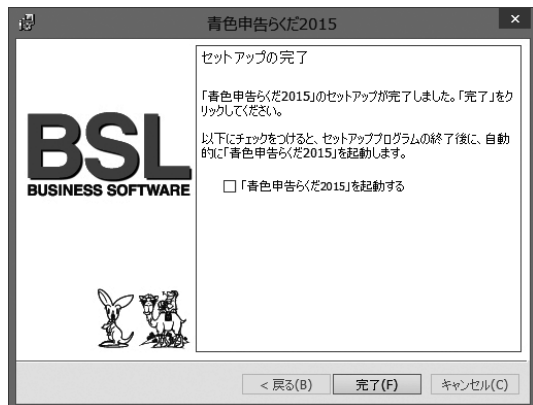 青色申告らくだ2015
×
セットアップの完了
「青色申告らくだ2015」のセットアップが完了しました。「完了」をク
リックしてください。
以下にチェックをつけると、セットアッププログラムの終了後に、自動
的に「青色申告らくだ2015」を起動します。
「青色申告らくだ2015」を起動する
BSL
BUSINESS SOFTWARE
< 戻る(B)
完了(F)
キャンセル(C)